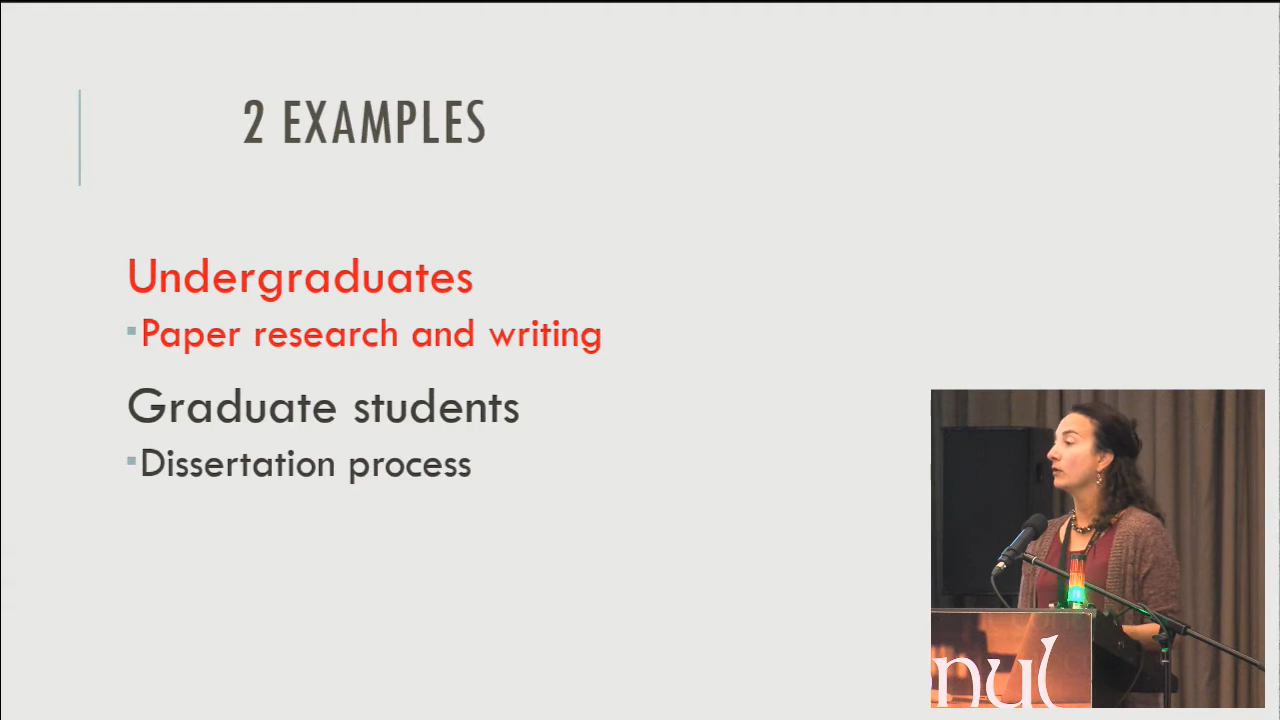 2 EXAMPLES
Undergraduates
▪Paper research and writing
Graduate students
▪Dissertation process
nul